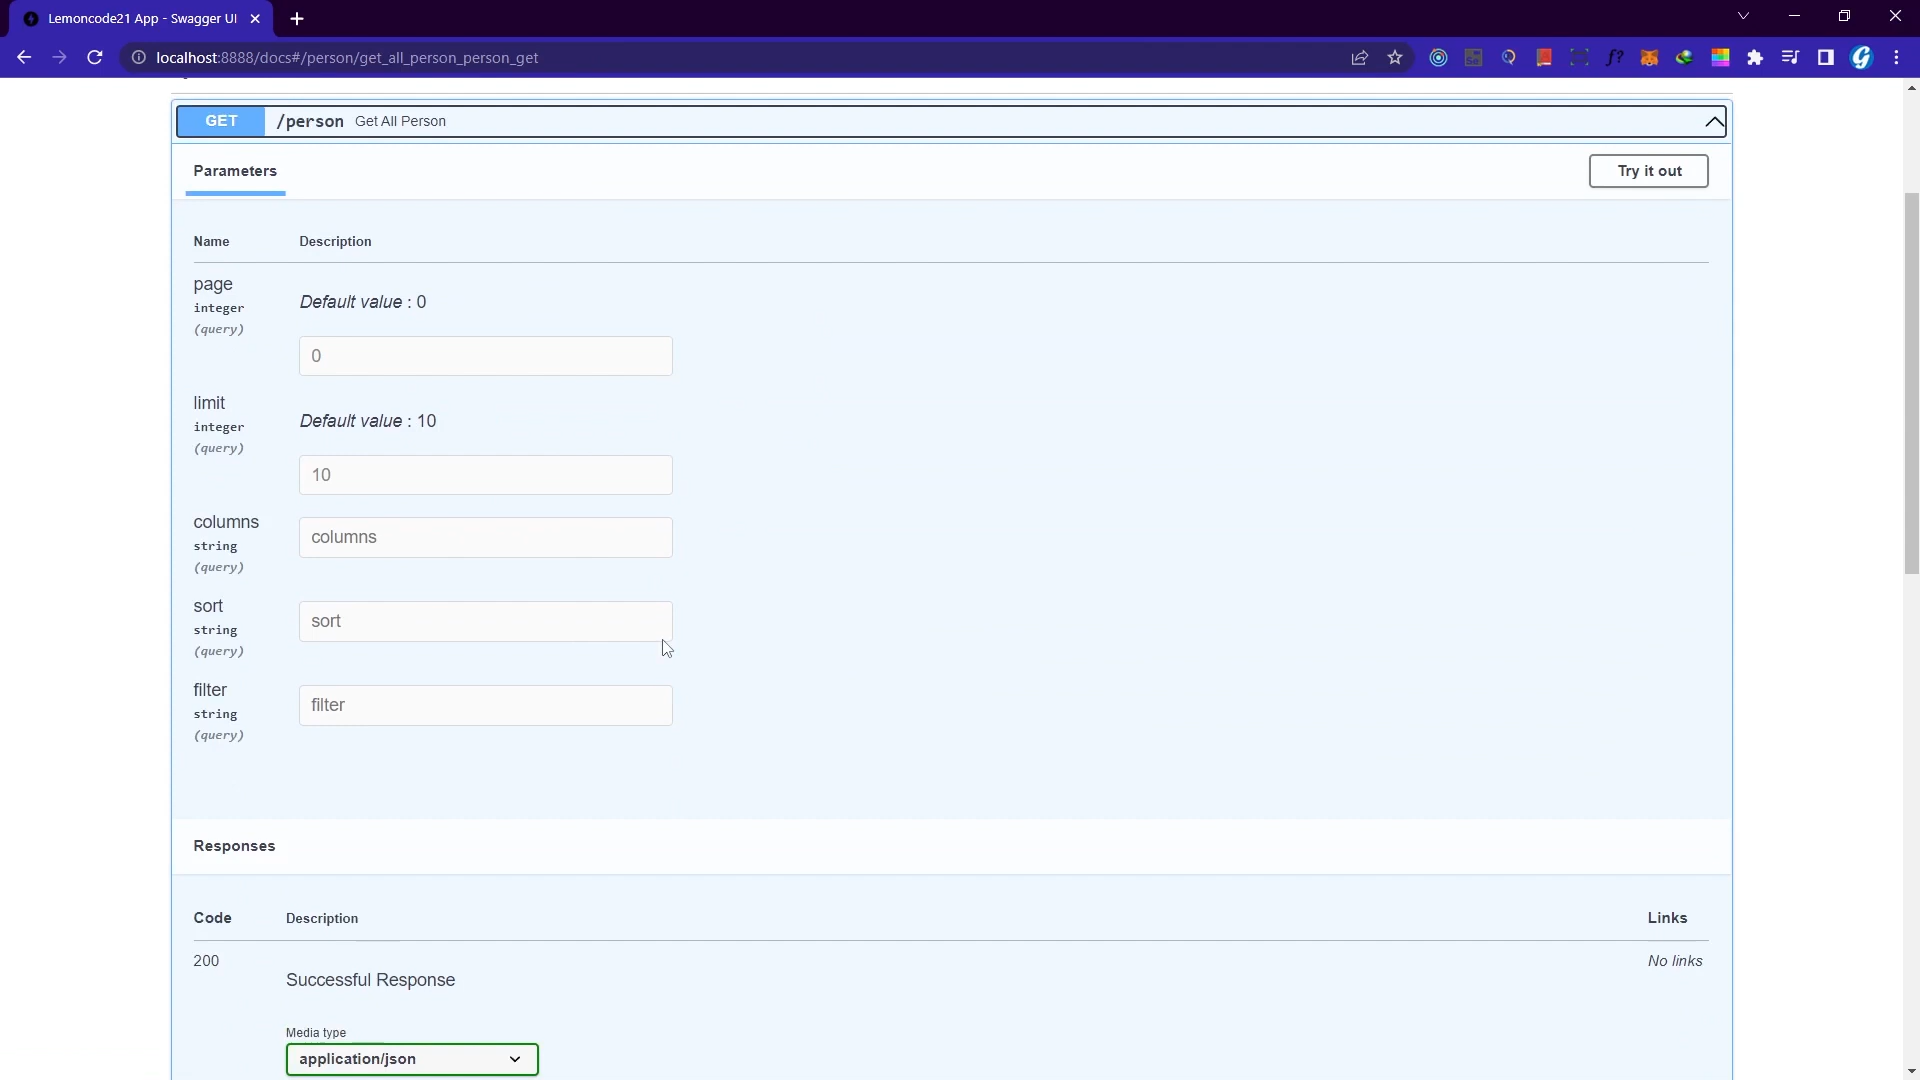 Lemoncode21 App - Swagger UI
localhost:8888/docs#/person/get_all_person_person_get
GET /person Get All Person
Parameters
Try it out
Name Description
page
integer
(query)
Default value : 0
0
limit
integer
(query)
Default value : 10
10
columns
string
(query)
columns
sort
string
(query)
sort
filter
string
(query)
filter
Responses
Code Description Links
200
Successful Response
No links
Media type
application/json